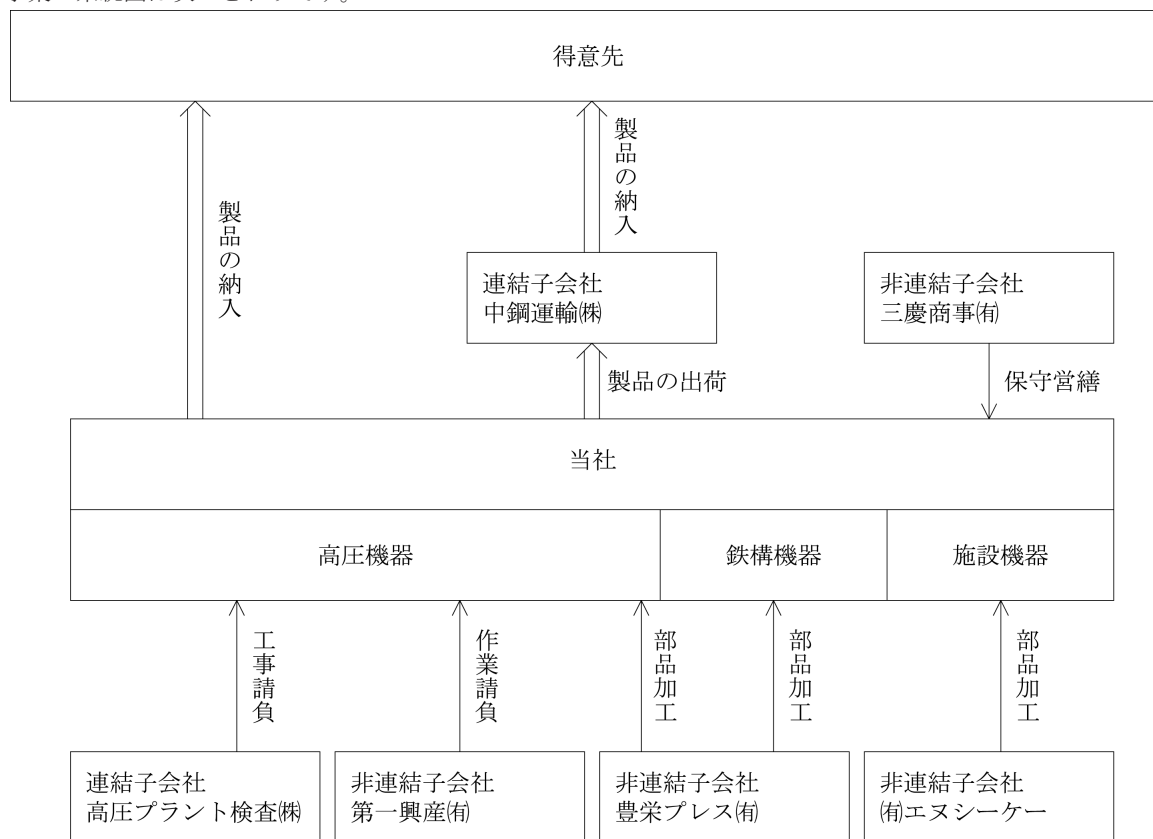 得意先
製品の納入
製品の納入
連結子会社
中鋼運輸㈱
非連結子会社
三慶商事㈲
製品の出荷
保守営繕
当社
高圧機器
鉄構機器
施設機器
工事請負
作業請負
部品加工
部品加工
部品加工
連結子会社
高圧プラント検査㈱
非連結子会社
第一興産㈲
非連結子会社
豊栄プレス㈲
非連結子会社
㈲エヌシーケー